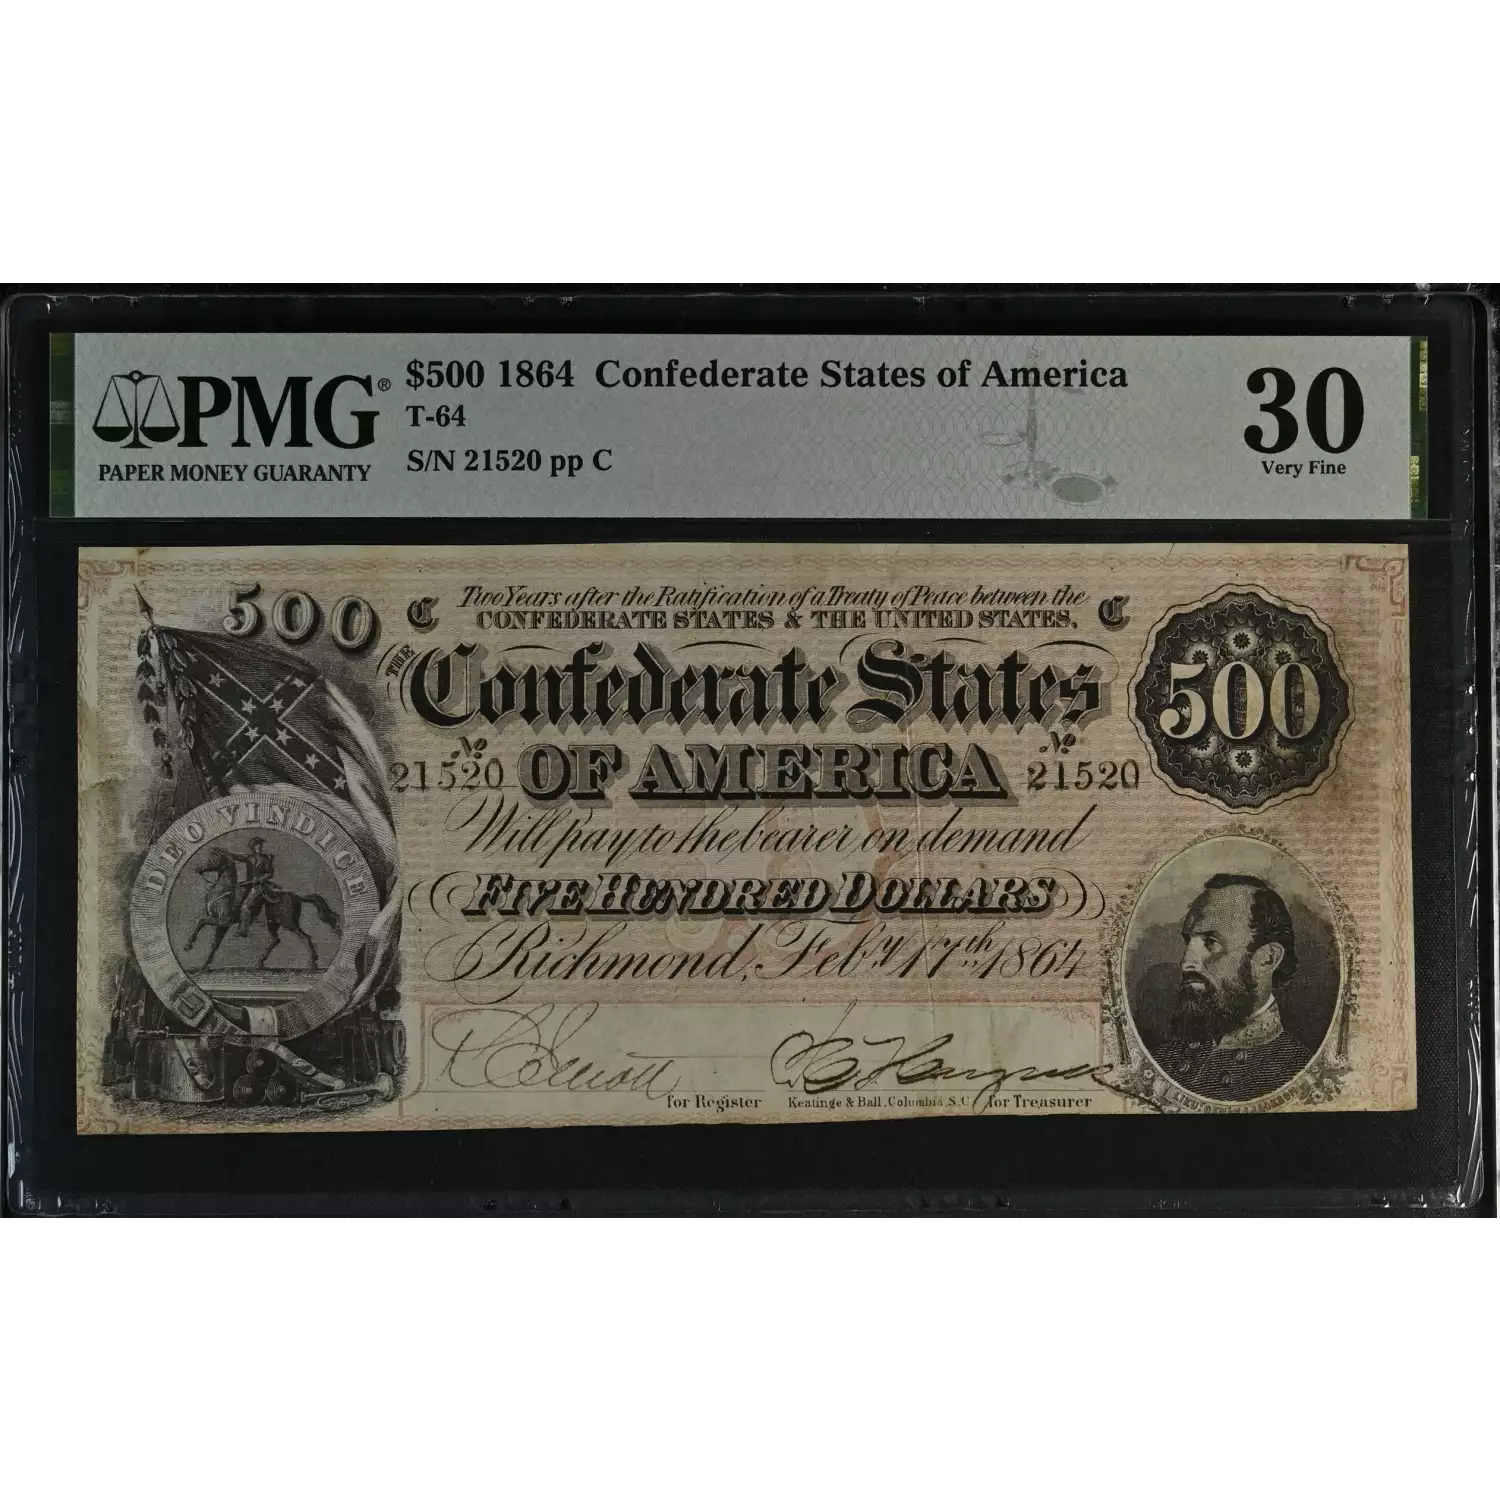 PMG®
PAPER MONEY GUARANTY
$500 1864 Confederate States of America
T-64
S/N 21520 pp C
30
Very Fine
500
C Two Years after the Ratification of a Treaty of Peace between the C
CONFEDERATE STATES & THE UNITED STATES,
THE Confederate States
500
No 21520 OF AMERICA No 21520
Will pay to the bearer on demand
DEO VINDICE
FIVE HUNDRED DOLLARS
Richmond, Feby. 17th. 1864
for Register
Keatinge & Ball, Columbia, S.C.
for Treasurer